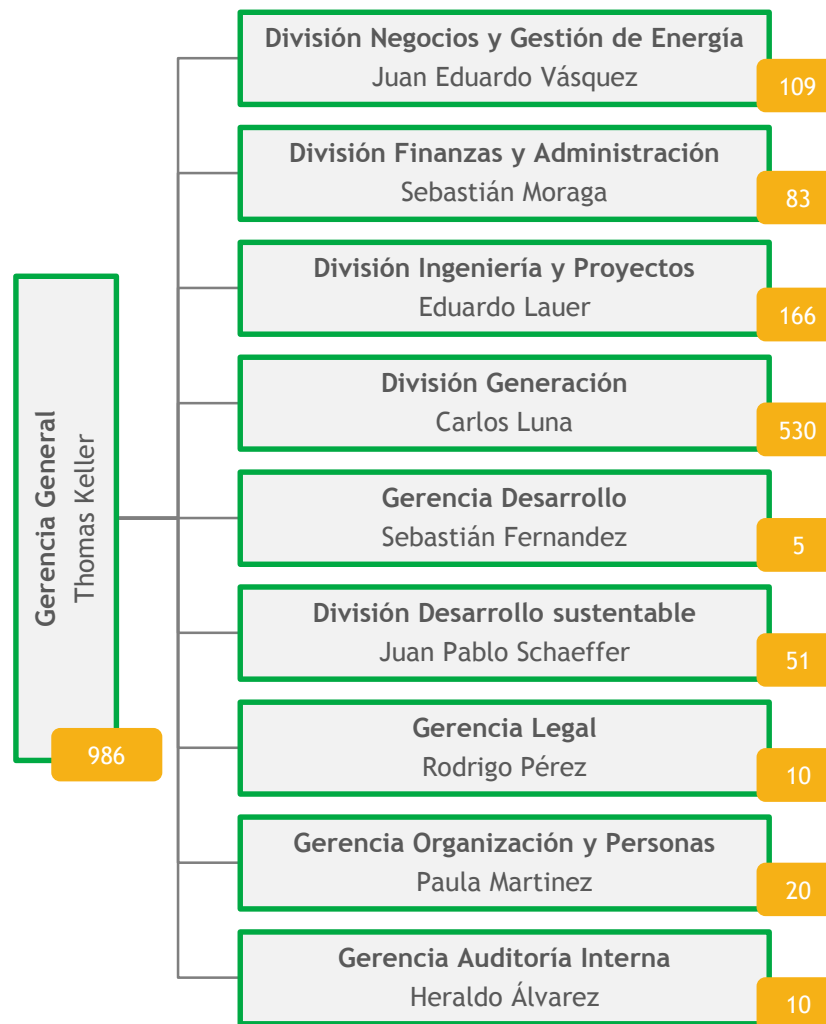 Gerencia General
Thomas Keller
986
División Negocios y Gestión de Energía
Juan Eduardo Vásquez
109
División Finanzas y Administración
Sebastián Moraga
83
División Ingeniería y Proyectos
Eduardo Lauer
166
División Generación
Carlos Luna
530
Gerencia Desarrollo
Sebastián Fernandez
5
División Desarrollo sustentable
Juan Pablo Schaeffer
51
Gerencia Legal
Rodrigo Pérez
10
Gerencia Organización y Personas
Paula Martinez
20
Gerencia Auditoría Interna
Heraldo Álvarez
10